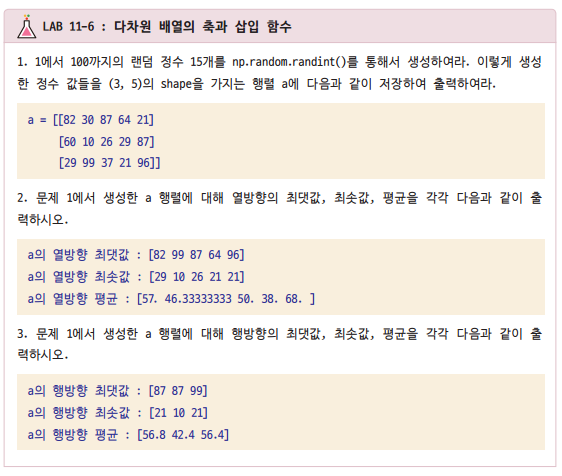 LAB 11-6 : 다차원 배열의 축과 삽입 함수
1. 1에서 100까지의 랜덤 정수 15개를 np.random.randint()를 통해서 생성하여라. 이렇게 생성
한 정수 값들을 (3, 5)의 shape을 가지는 행렬 a에 다음과 같이 저장하여 출력하여라.
a = [[82 30 87 64 21]
[60 10 26 29 87]
[29 99 37 21 96]]
2. 문제 1에서 생성한 a 행렬에 대해 열방향의 최댓값, 최솟값, 평균을 각각 다음과 같이 출
력하시오.
a의 열방향 최댓값 : [82 99 87 64 96]
a의 열방향 최솟값 : [29 10 26 21 21]
a의 열방향 평균 : [57. 46.33333333 50. 38. 68. ]
3. 문제 1에서 생성한 a 행렬에 대해 행방향의 최댓값, 최솟값, 평균을 각각 다음과 같이 출
력하시오.
a의 행방향 최댓값 : [87 87 99]
a의 행방향 최솟값 : [21 10 21]
a의 행방향 평균 : [56.8 42.4 56.4]